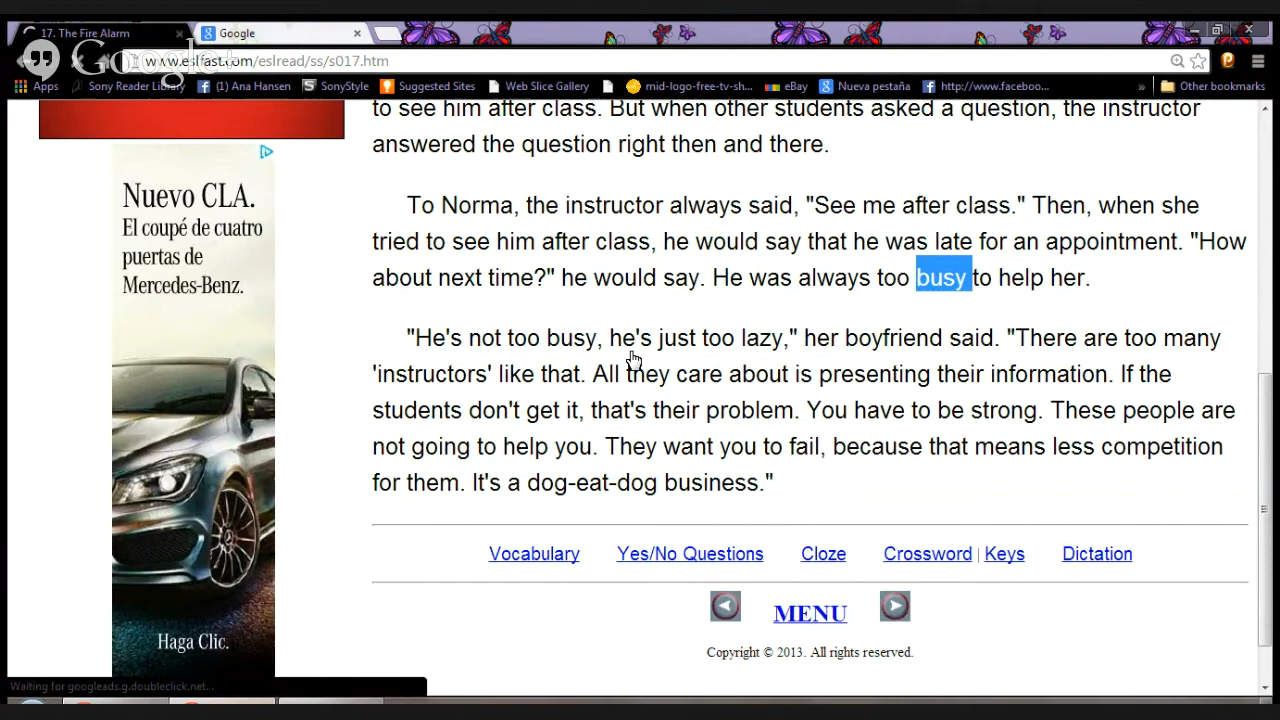 17. The Fire Alarm
Google
Google+
www.eslfast.com/eslread/ss/s017.htm
Apps
Sony Reader Library
(1) Ana Hansen
SonyStyle
Suggested Sites
Web Slice Gallery
mid-logo-free-tv-sh...
eBay
Nueva pestaña
http://www.faceboo...
»
Other bookmarks
to see him after class. But when other students asked a question, the instructor
answered the question right then and there.
To Norma, the instructor always said, "See me after class." Then, when she
tried to see him after class, he would say that he was late for an appointment. "How
about next time?" he would say. He was always too busy to help her.
"He's not too busy, he's just too lazy," her boyfriend said. "There are too many
'instructors' like that. All they care about is presenting their information. If the
students don't get it, that's their problem. You have to be strong. These people are
not going to help you. They want you to fail, because that means less competition
for them. It's a dog-eat-dog business."
Vocabulary Yes/No Questions Cloze Crossword | Keys Dictation
MENU
Copyright © 2013. All rights reserved.
Nuevo CLA.
El coupé de cuatro
puertas de
Mercedes-Benz.
Haga Clic.
Waiting for googleads.g.doubleclick.net...